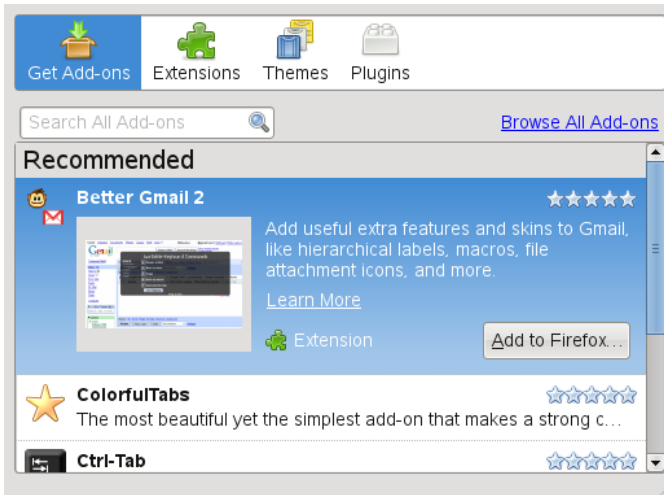 Get Add-ons Extensions Themes Plugins
Search All Add-ons Browse All Add-ons
Recommended
Better Gmail 2
Add useful extra features and skins to Gmail,
like hierarchical labels, macros, file
attachment icons, and more.
Learn More
Extension Add to Firefox...
ColorfulTabs
The most beautiful yet the simplest add-on that makes a strong c...
Ctrl-Tab